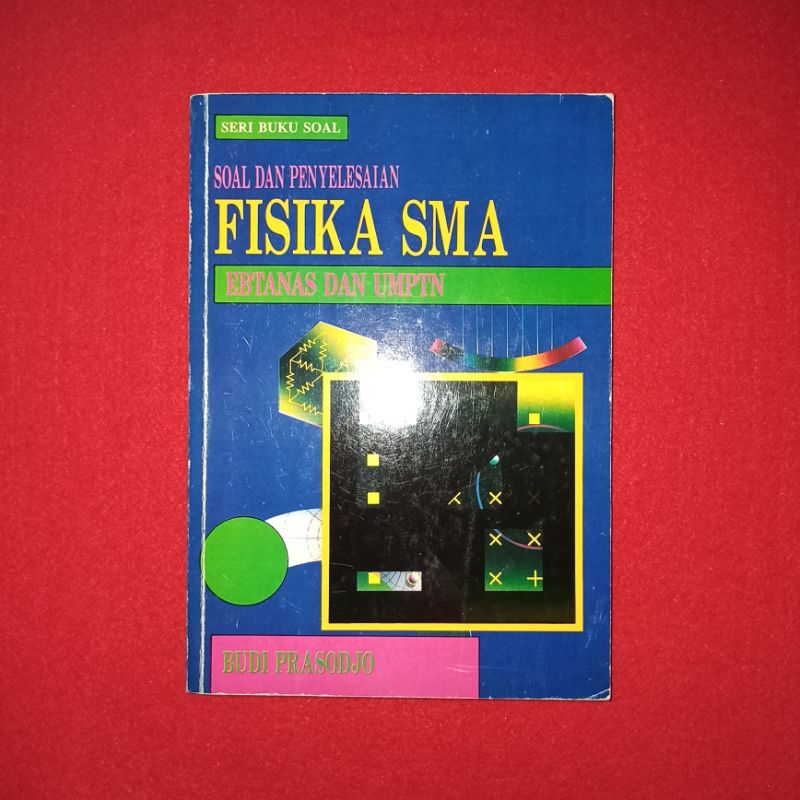 SERI BUKU SOAL
SOAL DAN PENYELESAIAN
FISIKA SMA
EBTANAS DAN UMPTN
BUDI PRASODJO